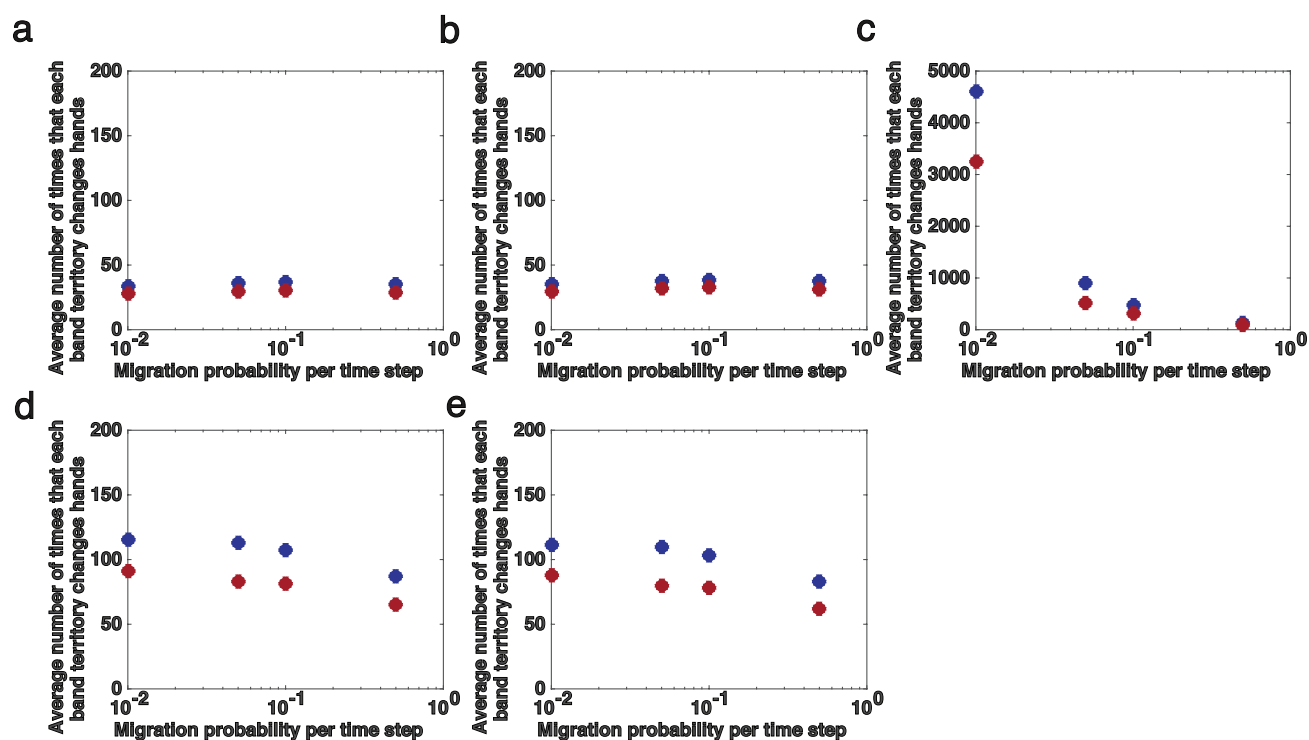 a
Average number of times that each
band territory changes hands
200
150
100
50
0
10^-2
10^-1
10^0
Migration probability per time step
b
Average number of times that each
band territory changes hands
200
150
100
50
0
10^-2
10^-1
10^0
Migration probability per time step
c
Average number of times that each
band territory changes hands
5000
4000
3000
2000
1000
0
10^-2
10^-1
10^0
Migration probability per time step
d
Average number of times that each
band territory changes hands
200
150
100
50
0
10^-2
10^-1
10^0
Migration probability per time step
e
Average number of times that each
band territory changes hands
200
150
100
50
0
10^-2
10^-1
10^0
Migration probability per time step